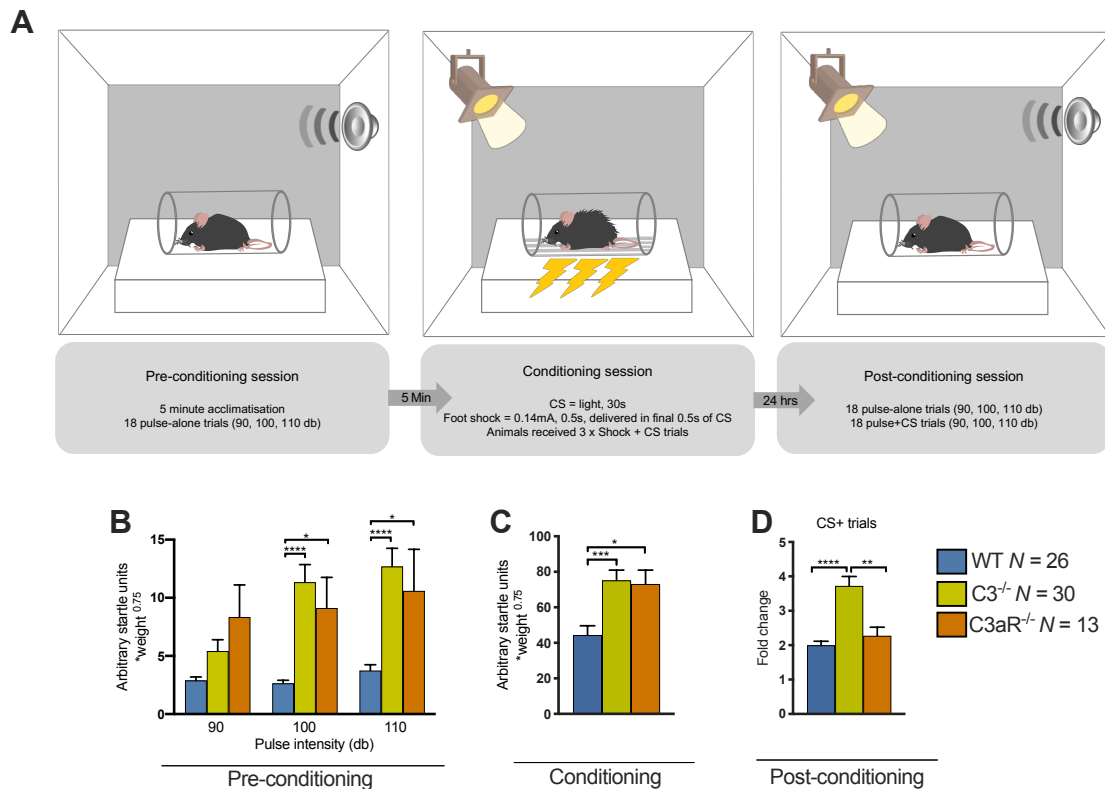 A
Pre-conditioning session
5 minute acclimatisation
18 pulse-alone trials (90, 100, 110 db)
5 Min
Conditioning session
CS = light, 30s
Foot shock = 0.14mA, 0.5s, delivered in final 0.5s of CS
Animals received 3 x Shock + CS trials
24 hrs
Post-conditioning session
18 pulse-alone trials (90, 100, 110 db)
18 pulse+CS trials (90, 100, 110 db)
B
Arbitrary startle units
*weight 0.75
15
10
5
0
90
100
110
Pulse intensity (db)
*
****
*
****
Pre-conditioning
C
Arbitrary startle units
*weight 0.75
100
80
60
40
20
0
*
***
Conditioning
D
CS+ trials
Fold change
5
4
3
2
1
0
****
**
Post-conditioning
WT N = 26
C3-/- N = 30
C3aR-/- N = 13